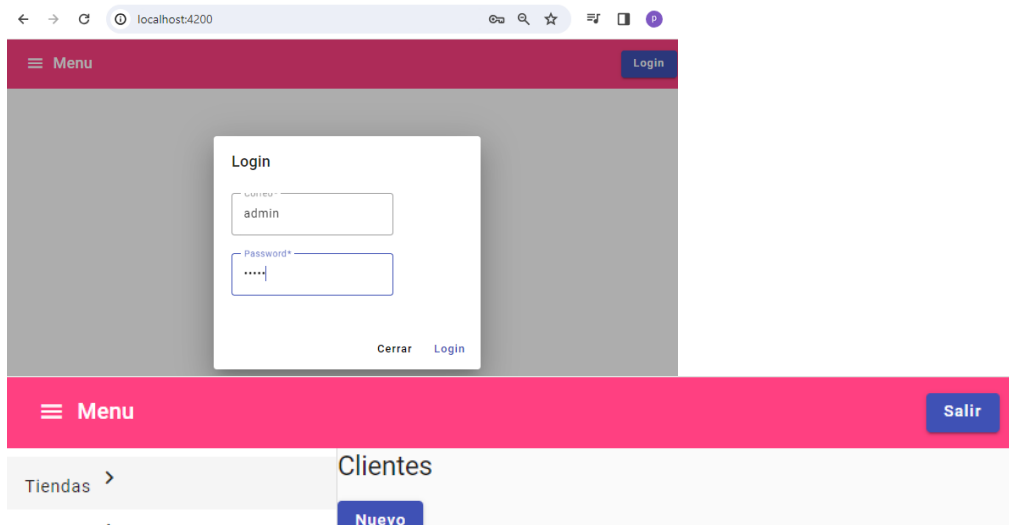 localhost:4200
P
Menu
Login
Login
Correo*
admin
Password*
•••••
Cerrar
Login
Menu
Salir
Tiendas
Clientes
Nuevo